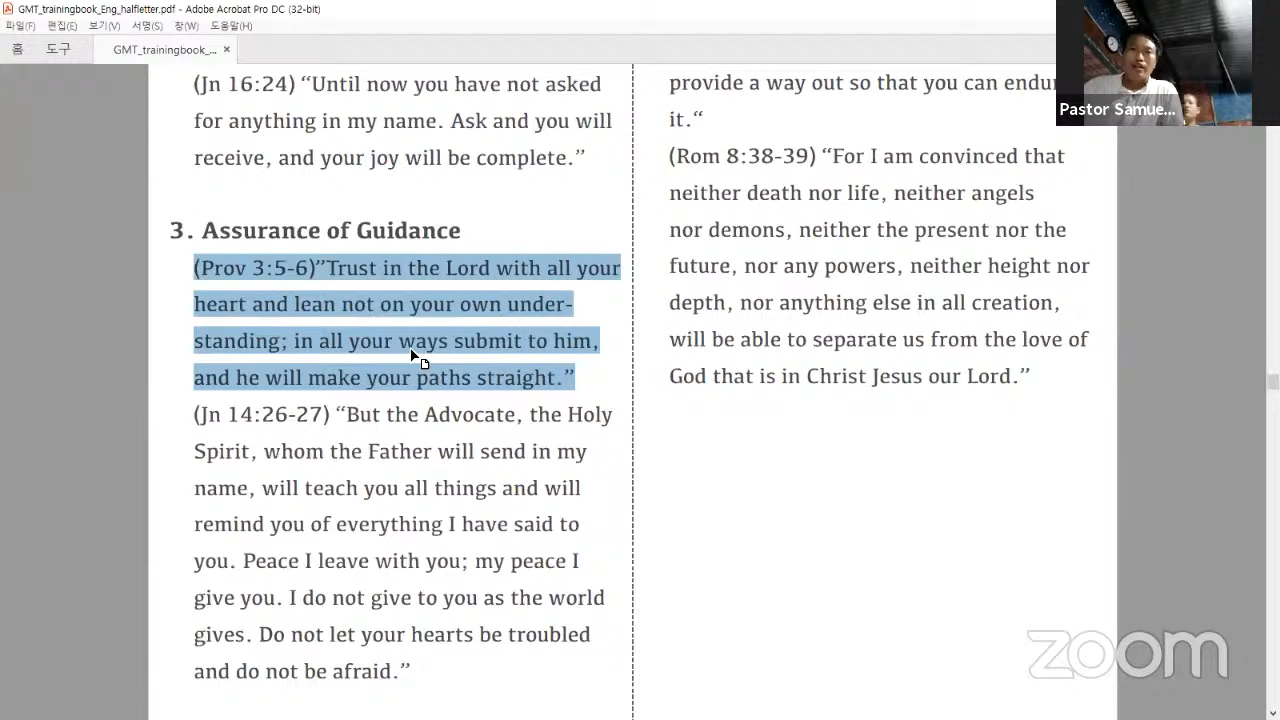 GMT_trainingbook_Eng_halfletter.pdf - Adobe Acrobat Pro DC (32-bit)
파일(F) 편집(E) 보기(V) 서명(S) 창(W) 도움말(H)
홈 도구 GMT_trainingbook_... ×
(Jn 16:24) “Until now you have not asked
for anything in my name. Ask and you will
receive, and your joy will be complete.”
3. Assurance of Guidance
(Prov 3:5-6)”Trust in the Lord with all your
heart and lean not on your own under-
standing; in all your ways submit to him,
and he will make your paths straight.”
(Jn 14:26-27) “But the Advocate, the Holy
Spirit, whom the Father will send in my
name, will teach you all things and will
remind you of everything I have said to
you. Peace I leave with you; my peace I
give you. I do not give to you as the world
gives. Do not let your hearts be troubled
and do not be afraid.”
provide a way out so that you can endu
it.“
(Rom 8:38-39) “For I am convinced that
neither death nor life, neither angels
nor demons, neither the present nor the
future, nor any powers, neither height nor
depth, nor anything else in all creation,
will be able to separate us from the love of
God that is in Christ Jesus our Lord.”
Pastor Samue...
zoom